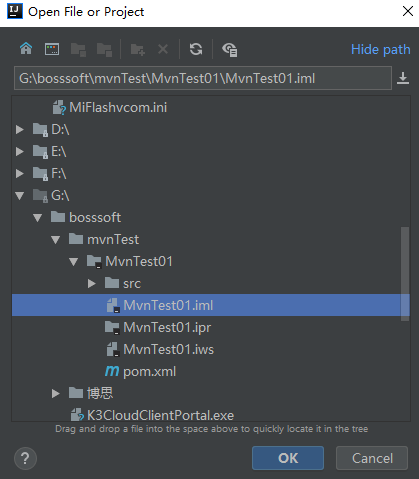 Open File or Project
Hide path
G:\bosssoft\mvnTest\MvnTest01\MvnTest01.iml
MiFlashvcom.ini
D:\
E:\
F:\
G:\
bosssoft
mvnTest
MvnTest01
src
MvnTest01.iml
MvnTest01.ipr
MvnTest01.iws
pom.xml
博思
K3CloudClientPortal.exe
Drag and drop a file into the space above to quickly locate it in the tree
OK
Cancel